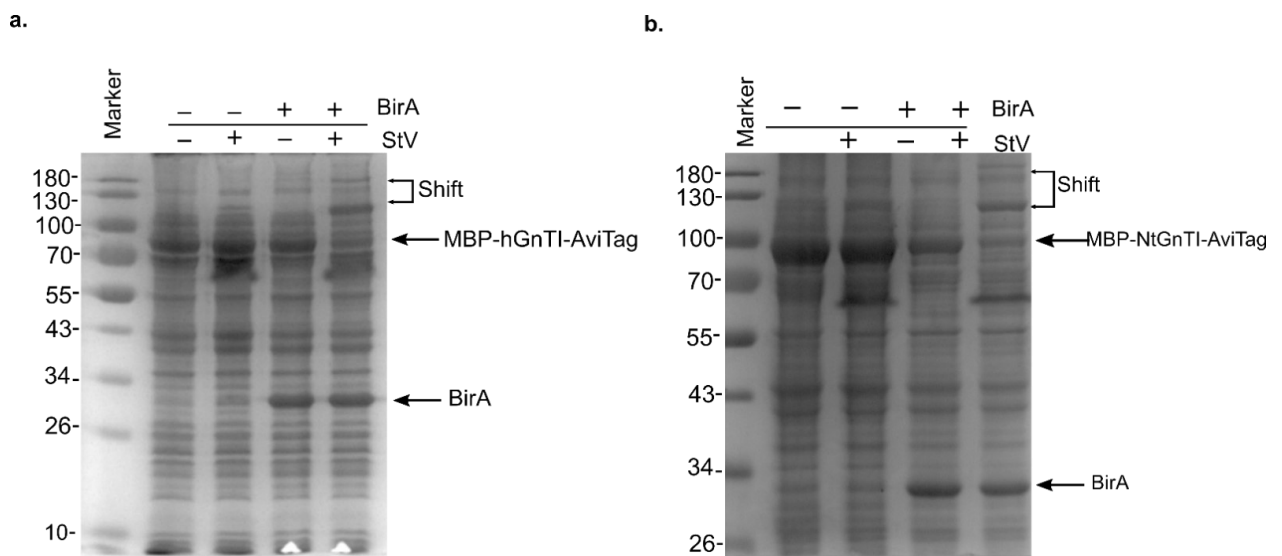 a.
Marker
– – + + BirA
– + – + StV
180-
130-
100-
70-
55-
43-
34-
26-
10-
Shift
MBP-hGnTI-AviTag
BirA
b.
Marker
– – + + BirA
+ – + StV
180-
130-
100-
70-
55-
43-
34-
26-
Shift
MBP-NtGnTI-AviTag
BirA